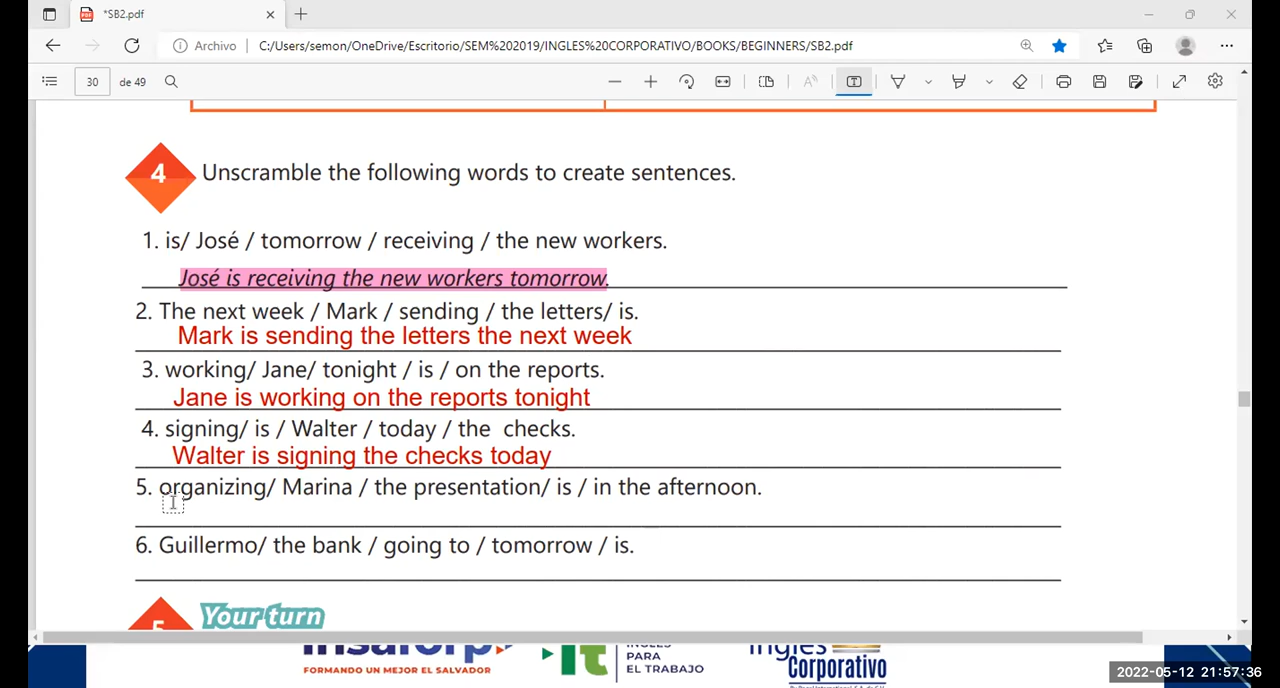 *SB2.pdf
Archivo
C:/Users/semon/OneDrive/Escritorio/SEM%202019/INGLES%20CORPORATIVO/BOOKS/BEGINNERS/SB2.pdf
30 de 49
4 Unscramble the following words to create sentences.
1. is/ José / tomorrow / receiving / the new workers.
José is receiving the new workers tomorrow.
2. The next week / Mark / sending / the letters/ is.
Mark is sending the letters the next week
3. working/ Jane/ tonight / is / on the reports.
Jane is working on the reports tonight
4. signing/ is / Walter / today / the checks.
Walter is signing the checks today
5. organizing/ Marina / the presentation/ is / in the afternoon.
6. Guillermo/ the bank / going to / tomorrow / is.
5 Your turn
insaforp
FORMANDO UN MEJOR EL SALVADOR
it
INGLÉS
PARA
EL TRABAJO
Inglés
Corporativo
2022-05-12 21:57:36